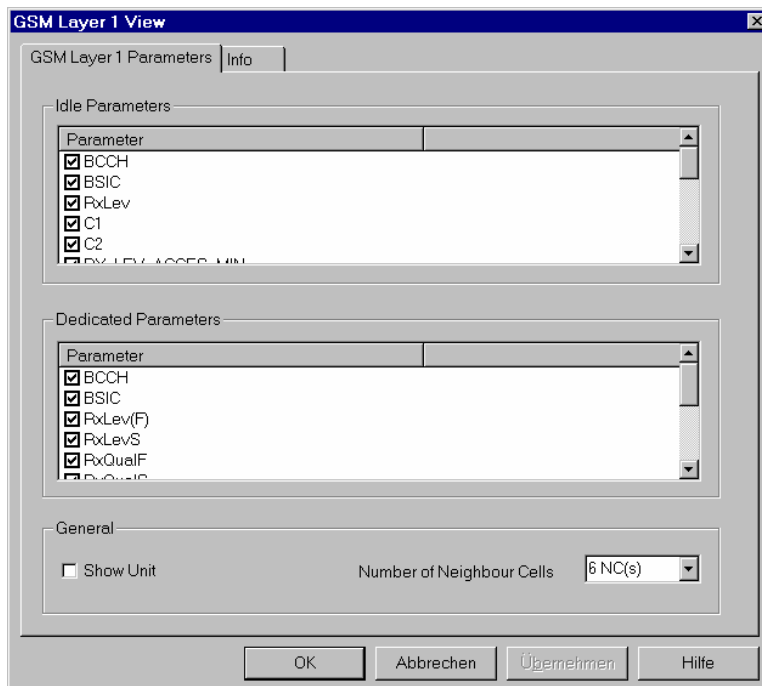 GSM Layer 1 View
GSM Layer 1 Parameters Info
Idle Parameters
Parameter
BCCH
BSIC
RxLev
C1
C2
RX_LEV_ACCES_MIN
Dedicated Parameters
Parameter
BCCH
BSIC
RxLev(F)
RxLevS
RxQualF
RxQualS
General
Show Unit Number of Neighbour Cells 6 NC(s)
OK Abbrechen Übernehmen Hilfe